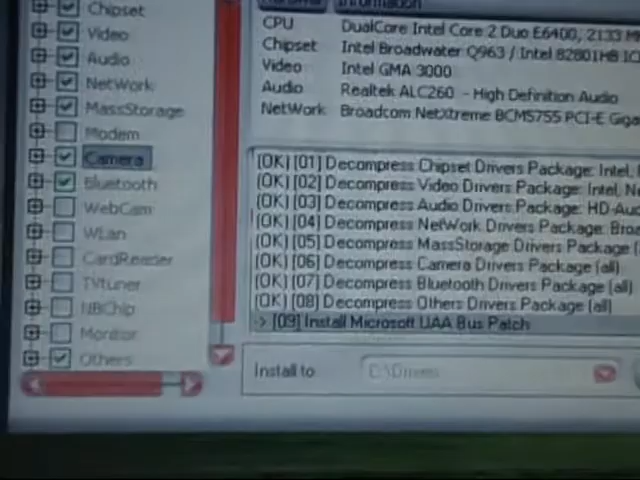 Chipset
Video
Audio
NetWork
MassStorage
Modem
Camera
Bluetooth
WebCam
WLan
CardReader
TVtuner
NBChip
Monitor
Others
Information
CPU DualCore Intel Core 2 Duo E6400, 2133
Chipset Intel Broadwater Q963 / Intel 82801HB
Video Intel GMA 3000
Audio Realtek ALC260 - High Definition Audio
NetWork Broadcom NetXtreme BCM5755 PCI-E
(OK) [01] Decompress Chipset Drivers Package: Intel,
(OK) [02] Decompress Video Drivers Package: Intel,
(OK) [03] Decompress Audio Drivers Package: HD-
(OK) [04] Decompress NetWork Drivers Package:
(OK) [05] Decompress MassStorage Drivers Package
(OK) [06] Decompress Camera Drivers Package (all)
(OK) [07] Decompress Bluetooth Drivers Package (all)
(OK) [08] Decompress Others Drivers Package (all)
-> [09] Install Microsoft UAA Bus Patch
Install to C:\Drivers